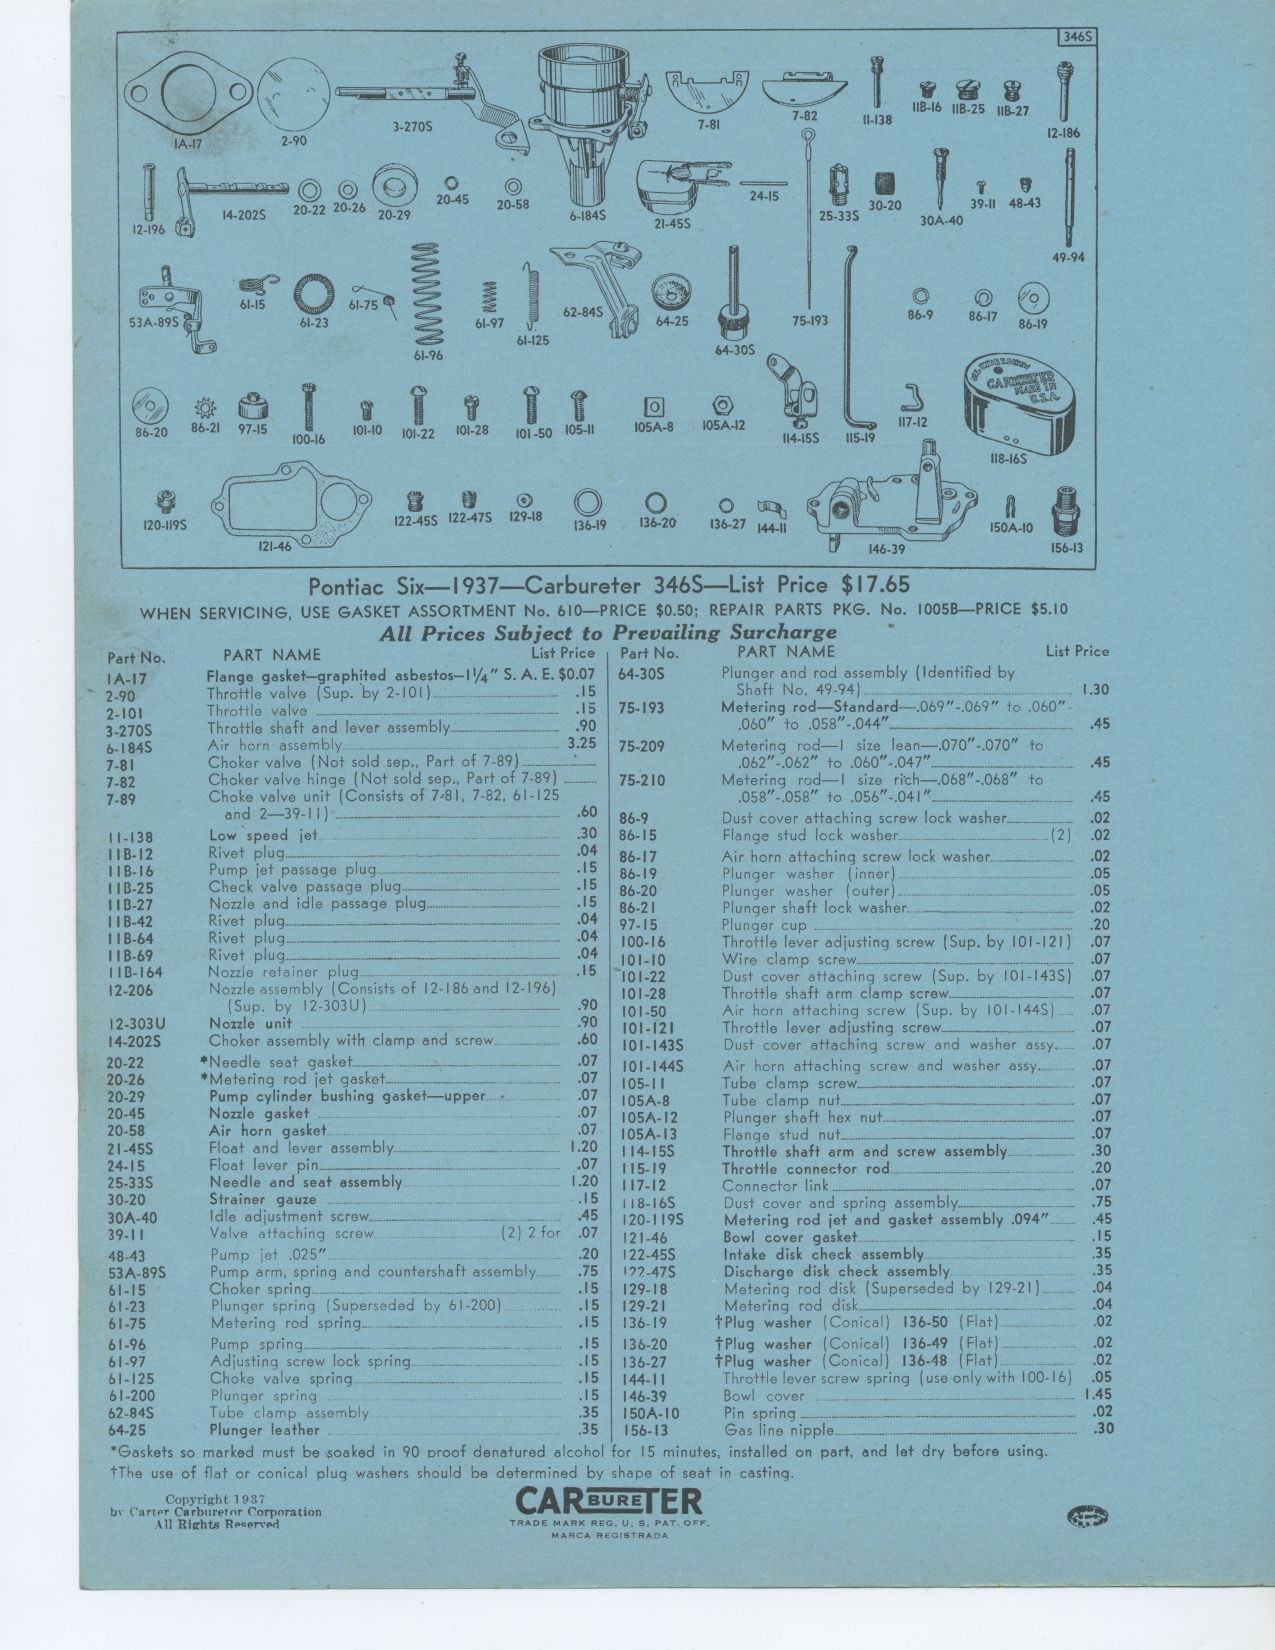 346S
1A-17
2-90
3-270S
6-184S
7-81
7-82
11-138
11B-16
11B-25
11B-27
12-186
12-196
14-202S
20-22
20-26
20-29
20-45
20-58
21-45S
24-15
25-33S
30-20
30A-40
39-11
48-43
49-94
53A-89S
61-15
61-23
61-75
61-96
61-97
61-125
62-84S
64-25
64-30S
75-193
86-9
86-17
86-19
86-20
86-21
97-15
100-16
101-10
101-22
101-28
101-50
105-11
105A-8
105A-12
114-15S
115-19
117-12
CARBURETER
MADE IN
U.S.A.
118-16S
120-119S
121-46
122-45S
122-47S
129-18
136-19
136-20
136-27
144-11
146-39
150A-10
156-13
Pontiac Six—1937—Carbureter 346S—List Price $17.65
WHEN SERVICING, USE GASKET ASSORTMENT No. 610—PRICE $0.50; REPAIR PARTS PKG. No. 1005B—PRICE $5.10
All Prices Subject to Prevailing Surcharge
Part No. PART NAME List Price
1A-17 Flange gasket—graphited asbestos—1¼" S. A. E. $0.07
2-90 Throttle valve (Sup. by 2-101) .15
2-101 Throttle valve .15
3-270S Throttle shaft and lever assembly .90
6-184S Air horn assembly 3.25
7-81 Choker valve (Not sold sep., Part of 7-89)
7-82 Choker valve hinge (Not sold sep., Part of 7-89)
7-89 Choke valve unit (Consists of 7-81, 7-82, 61-125
and 2—39-11) .60
11-138 Low speed jet .30
11B-12 Rivet plug .04
11B-16 Pump jet passage plug .15
11B-25 Check valve passage plug .15
11B-27 Nozzle and idle passage plug .15
11B-42 Rivet plug .04
11B-64 Rivet plug .04
11B-69 Rivet plug .04
11B-164 Nozzle retainer plug .15
12-206 Nozzle assembly (Consists of 12-186 and 12-196)
(Sup. by 12-303U) .90
12-303U Nozzle unit .90
14-202S Choker assembly with clamp and screw .60
20-22 *Needle seat gasket .07
20-26 *Metering rod jet gasket .07
20-29 Pump cylinder bushing gasket—upper .07
20-45 Nozzle gasket .07
20-58 Air horn gasket .07
21-45S Float and lever assembly 1.20
24-15 Float lever pin .07
25-33S Needle and seat assembly 1.20
30-20 Strainer gauze .15
30A-40 Idle adjustment screw .45
39-11 Valve attaching screw (2) 2 for .07
48-43 Pump jet .025" .20
53A-89S Pump arm, spring and countershaft assembly .75
61-15 Choker spring .15
61-23 Plunger spring (Superseded by 61-200) .15
61-75 Metering rod spring .15
61-96 Pump spring .15
61-97 Adjusting screw lock spring .15
61-125 Choke valve spring .15
61-200 Plunger spring .15
62-84S Tube clamp assembly .35
64-25 Plunger leather .35
Part No. PART NAME List Price
64-30S Plunger and rod assembly (Identified by
Shaft No. 49-94) 1.30
75-193 Metering rod—Standard—.069"-.069" to .060"-
.060" to .058"-.044" .45
75-209 Metering rod—1 size lean—.070"-.070" to
.062"-.062" to .060"-.047" .45
75-210 Metering rod—1 size rich—.068"-.068" to
.058"-.058" to .056"-.041" .45
86-9 Dust cover attaching screw lock washer .02
86-15 Flange stud lock washer (2) .02
86-17 Air horn attaching screw lock washer .02
86-19 Plunger washer (inner) .05
86-20 Plunger washer (outer) .05
86-21 Plunger shaft lock washer .02
97-15 Plunger cup .20
100-16 Throttle lever adjusting screw (Sup. by 101-121) .07
101-10 Wire clamp screw .07
101-22 Dust cover attaching screw (Sup. by 101-143S) .07
101-28 Throttle shaft arm clamp screw .07
101-50 Air horn attaching screw (Sup. by 101-144S) .07
101-121 Throttle lever adjusting screw .07
101-143S Dust cover attaching screw and washer assy. .07
101-144S Air horn attaching screw and washer assy. .07
105-11 Tube clamp screw .07
105A-8 Tube clamp nut .07
105A-12 Plunger shaft hex nut .07
105A-13 Flange stud nut .07
114-15S Throttle shaft arm and screw assembly .30
115-19 Throttle connector rod .20
117-12 Connector link .07
118-16S Dust cover and spring assembly .75
120-119S Metering rod jet and gasket assembly .094" .45
121-46 Bowl cover gasket .15
122-45S Intake disk check assembly .35
122-47S Discharge disk check assembly .35
129-18 Metering rod disk (Superseded by 129-21) .04
129-21 Metering rod disk .04
136-19 †Plug washer (Conical) 136-50 (Flat) .02
136-20 †Plug washer (Conical) 136-49 (Flat) .02
136-27 †Plug washer (Conical) 136-48 (Flat) .02
144-11 Throttle lever screw spring (use only with 100-16) .05
146-39 Bowl cover 1.45
150A-10 Pin spring .02
156-13 Gas line nipple .30
*Gaskets so marked must be soaked in 90 proof denatured alcohol for 15 minutes, installed on part, and let dry before using.
†The use of flat or conical plug washers should be determined by shape of seat in casting.
Copyright 1937
by Carter Carburetor Corporation
All Rights Reserved
CARBURETER
TRADE MARK REG. U. S. PAT. OFF.
MARCA REGISTRADA